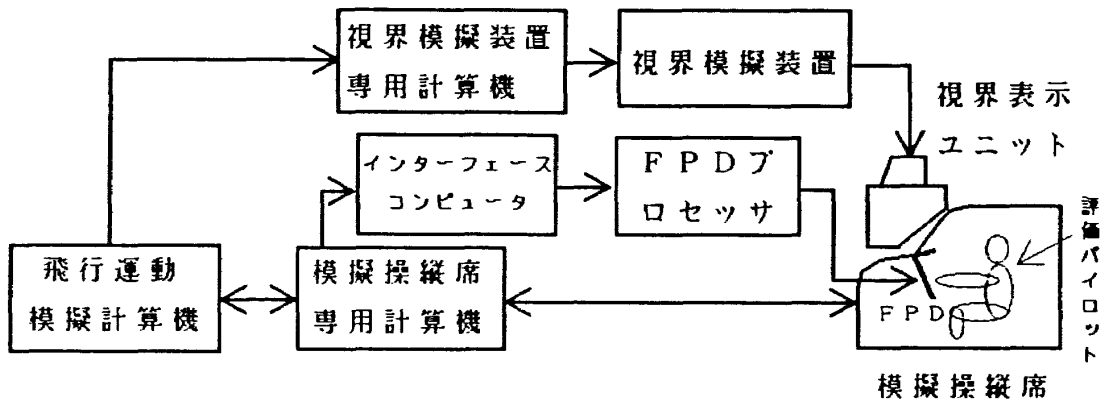 視界模擬装置
専用計算機
視界模擬装置
視界表示
ユニット
インターフェース
コンピュータ
FPDプ
ロセッサ
評価パイロット
飛行運動
模擬計算機
模擬操縦席
専用計算機
FPD
模擬操縦席